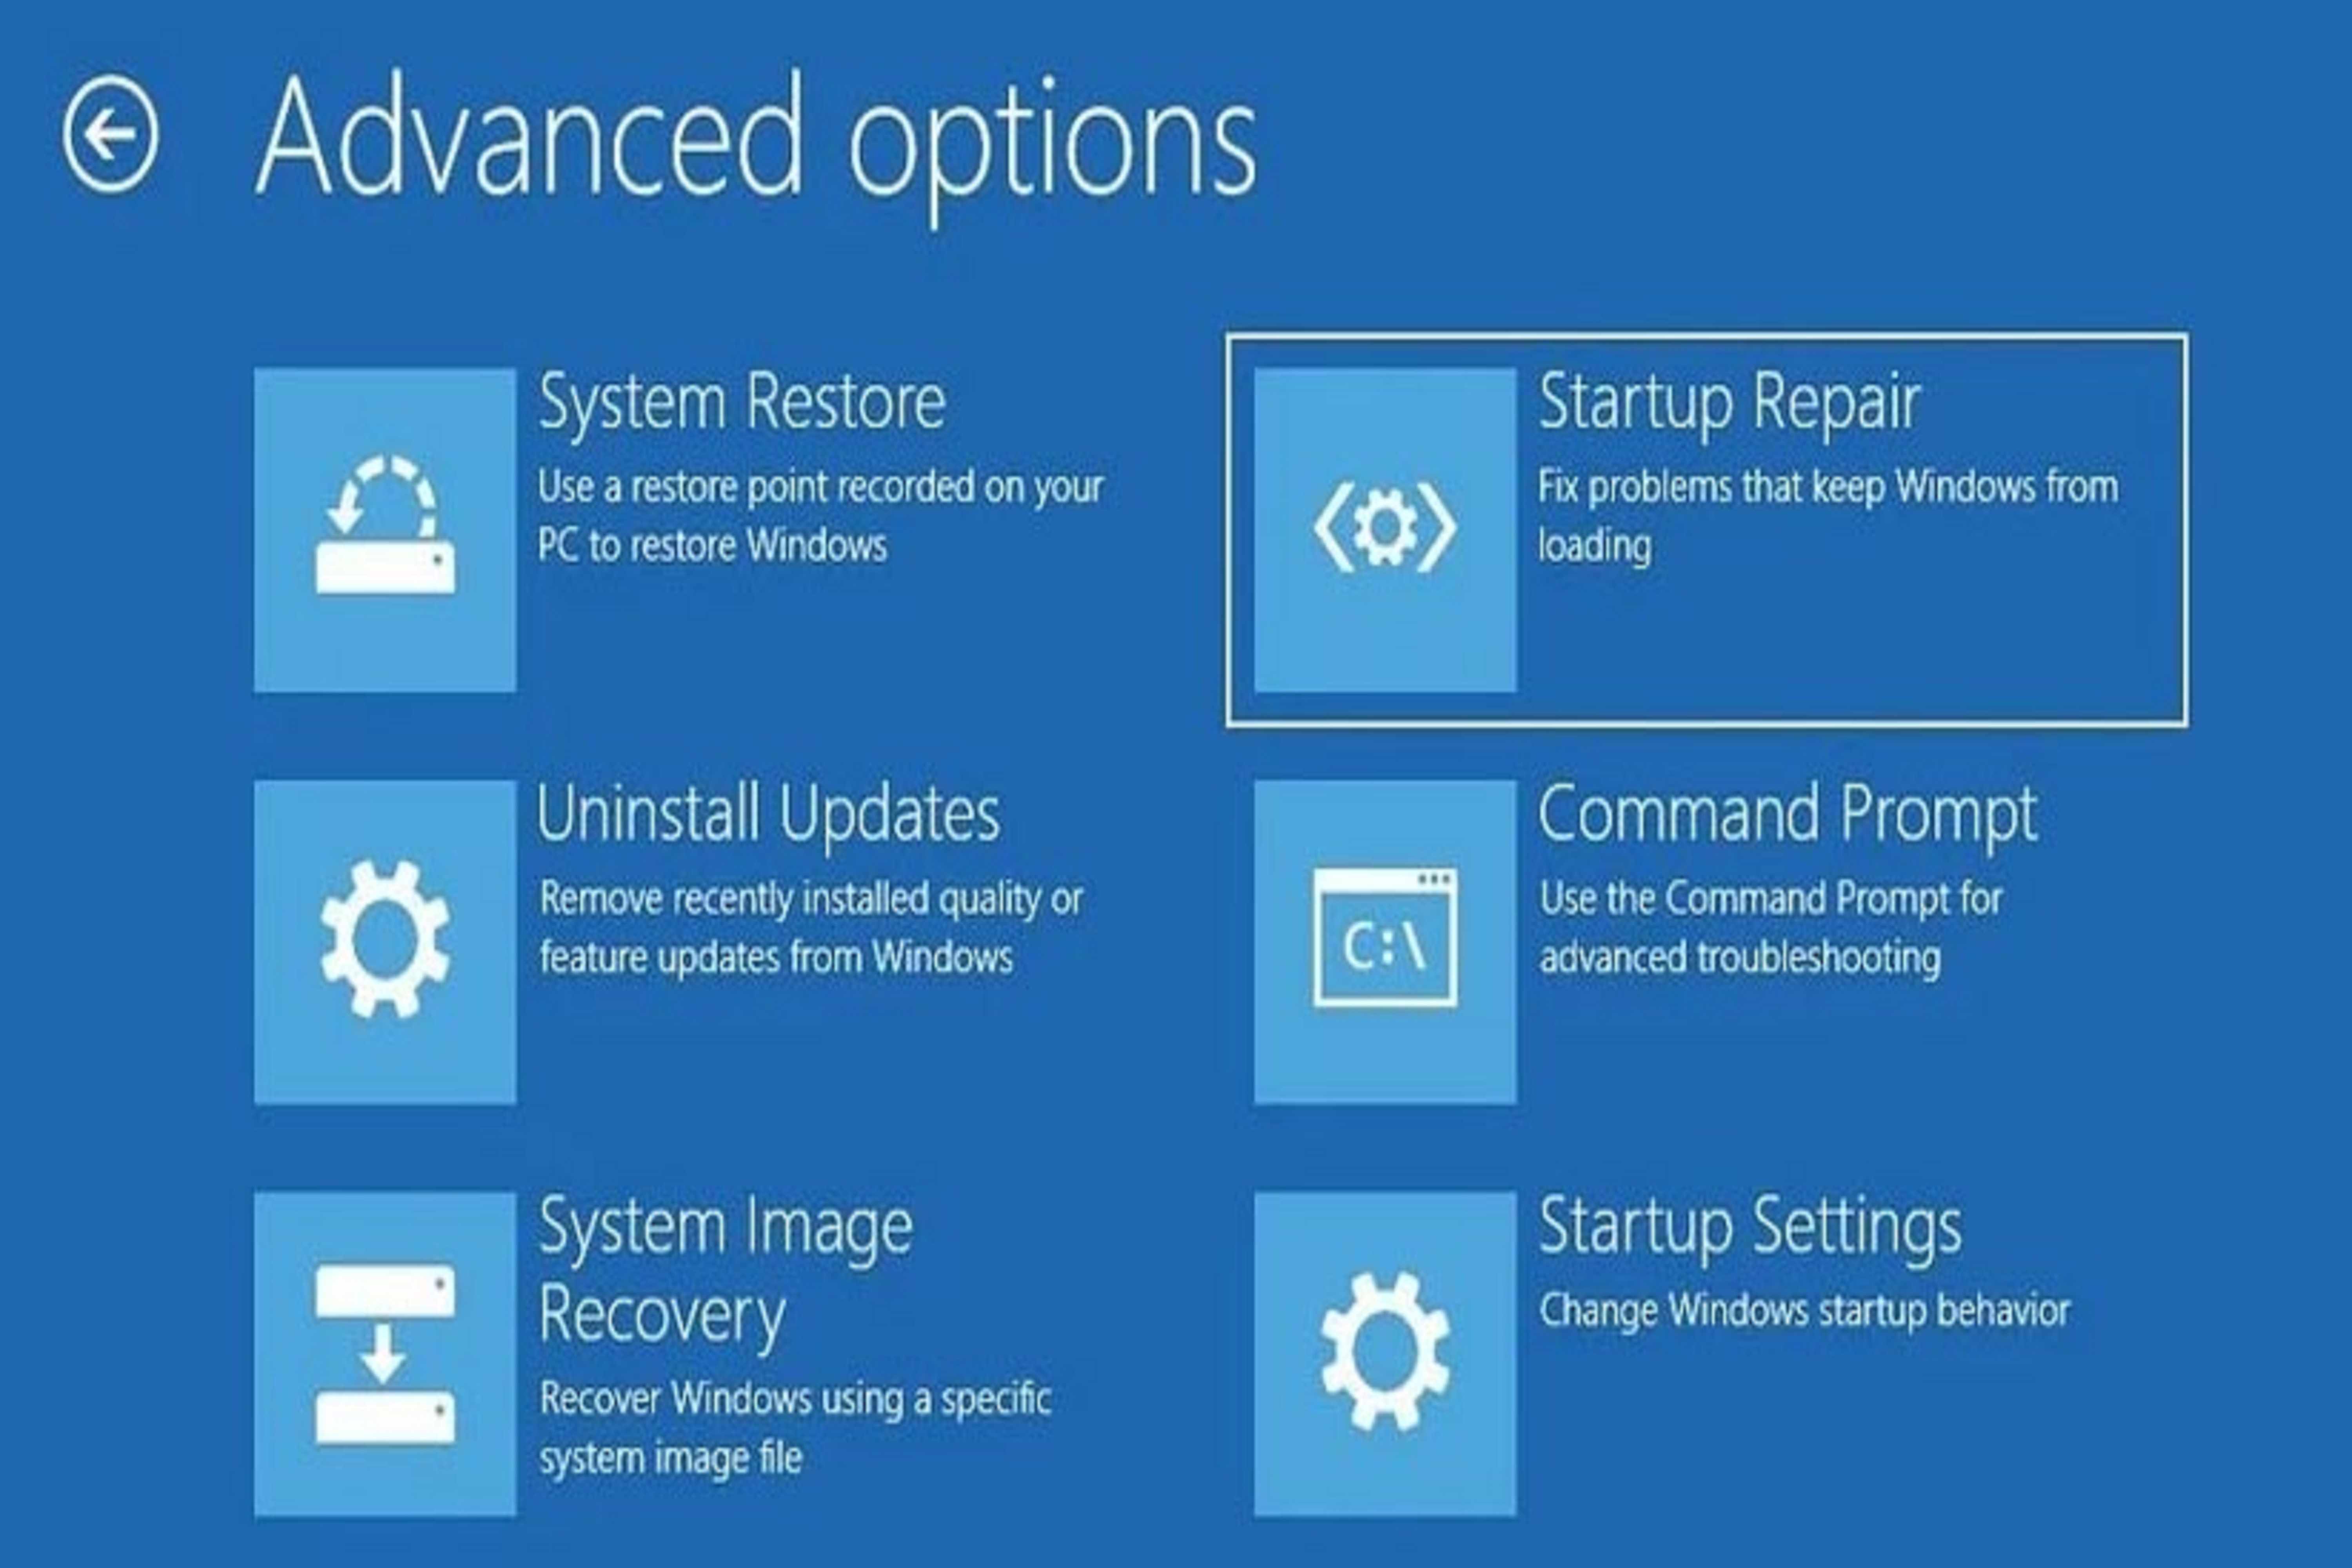 Advanced options
System Restore
Use a restore point recorded on your
PC to restore Windows
Startup Repair
Fix problems that keep Windows from
loading
Uninstall Updates
Remove recently installed quality or
feature updates from Windows
Command Prompt
Use the Command Prompt for
advanced troubleshooting
C:\
System Image
Recovery
Recover Windows using a specific
system image file
Startup Settings
Change Windows startup behavior